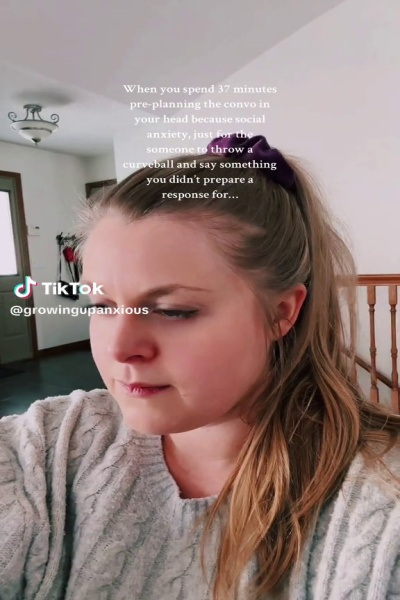 When you spend 37 minutes
pre-planning the convo in
your head because social
anxiety, just for the
someone to throw a
curveball and say something
you didn't prepare a
response for...
TikTok
@growingupanxious